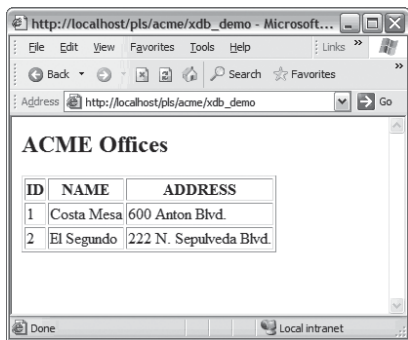 http://localhost/pls/acme/xdb_demo - Microsoft...
File Edit View Favorites Tools Help Links »
Back Search Favorites »
Address http://localhost/pls/acme/xdb_demo Go
ACME Offices
ID NAME ADDRESS
1 Costa Mesa 600 Anton Blvd.
2 El Segundo 222 N. Sepulveda Blvd.
Done Local intranet